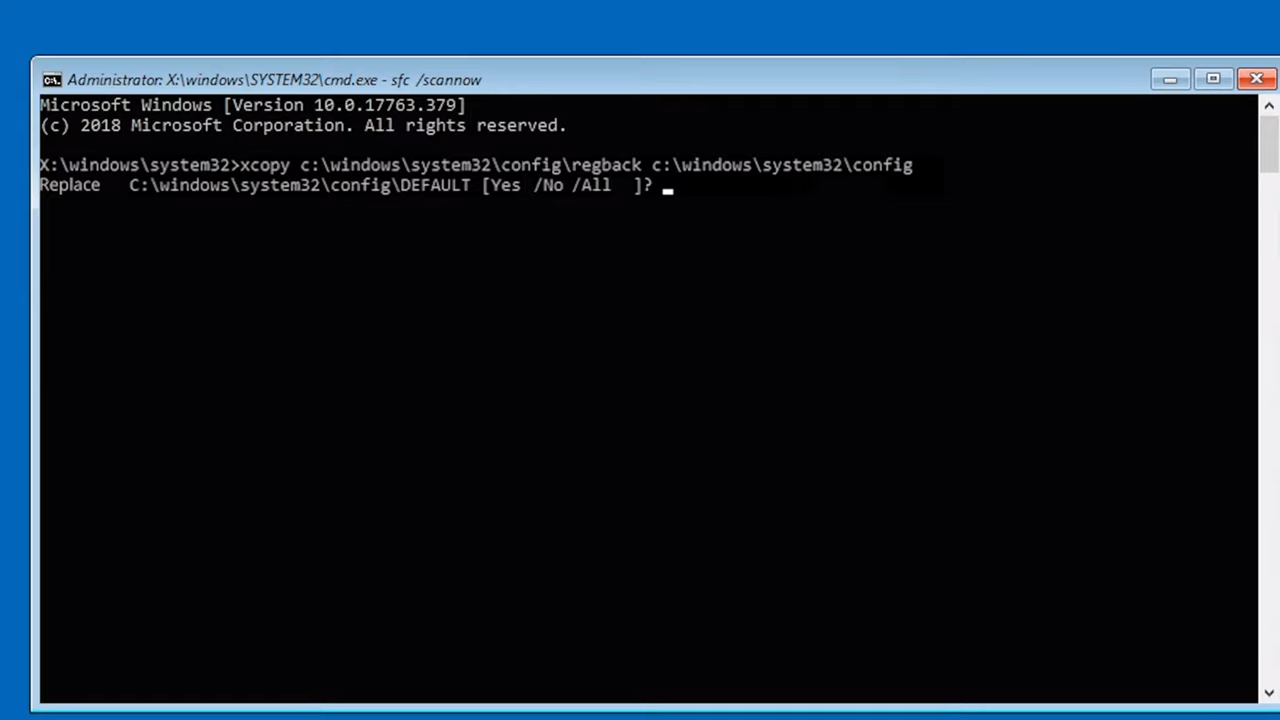 Administrator: X:\windows\SYSTEM32\cmd.exe - sfc /scannow
Microsoft Windows [Version 10.0.17763.379]
(c) 2018 Microsoft Corporation. All rights reserved.
X:\windows\system32>xcopy c:\windows\system32\config\regback c:\windows\system32\config
Replace   C:\windows\system32\config\DEFAULT [Yes /No /All  ]?